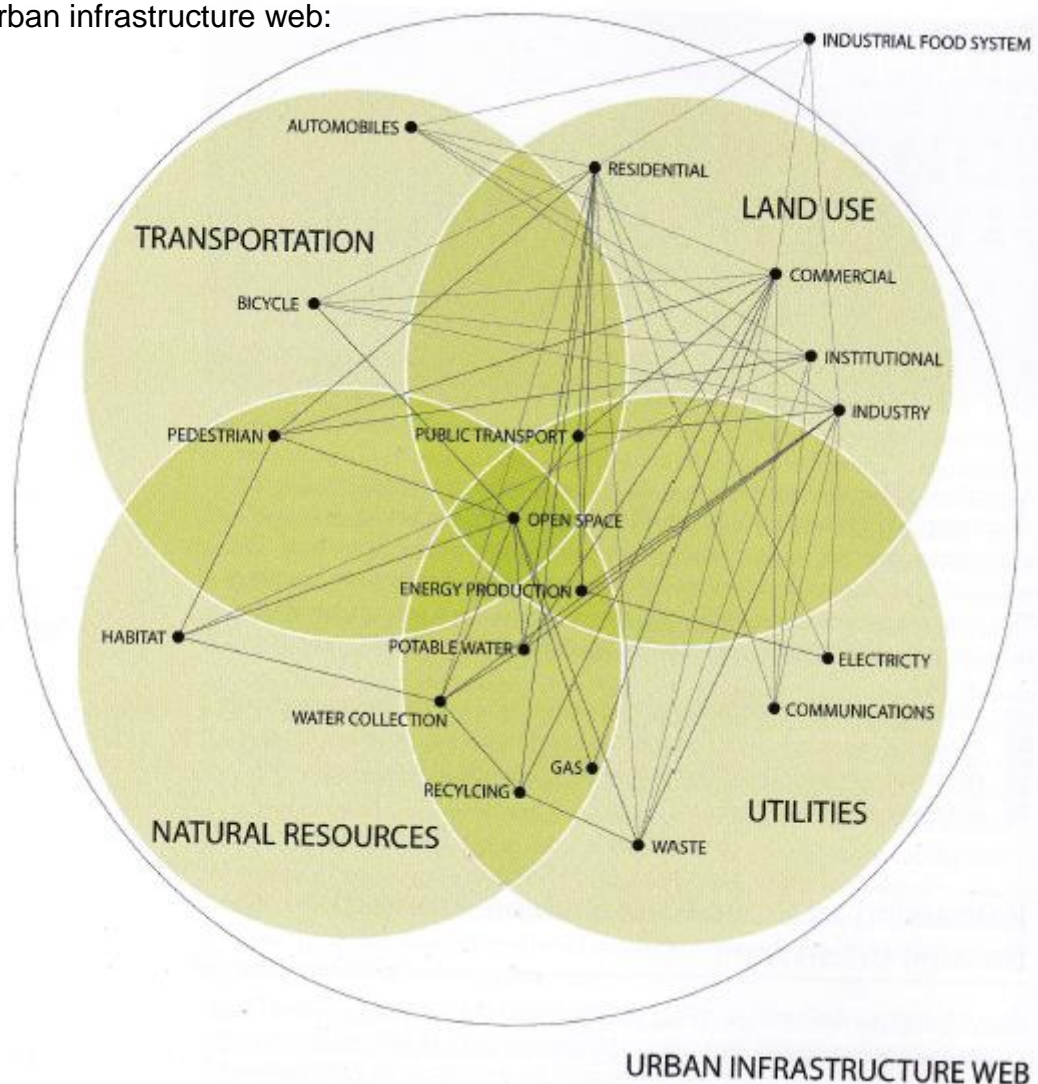 rban infrastructure web:
INDUSTRIAL FOOD SYSTEM
AUTOMOBILES
RESIDENTIAL
LAND USE
TRANSPORTATION
COMMERCIAL
BICYCLE
INSTITUTIONAL
INDUSTRY
PEDESTRIAN
PUBLIC TRANSPORT
OPEN SPACE
ENERGY PRODUCTION
HABITAT
POTABLE WATER
ELECTRICTY
WATER COLLECTION
COMMUNICATIONS
GAS
RECYLCING
UTILITIES
NATURAL RESOURCES
WASTE
URBAN INFRASTRUCTURE WEB